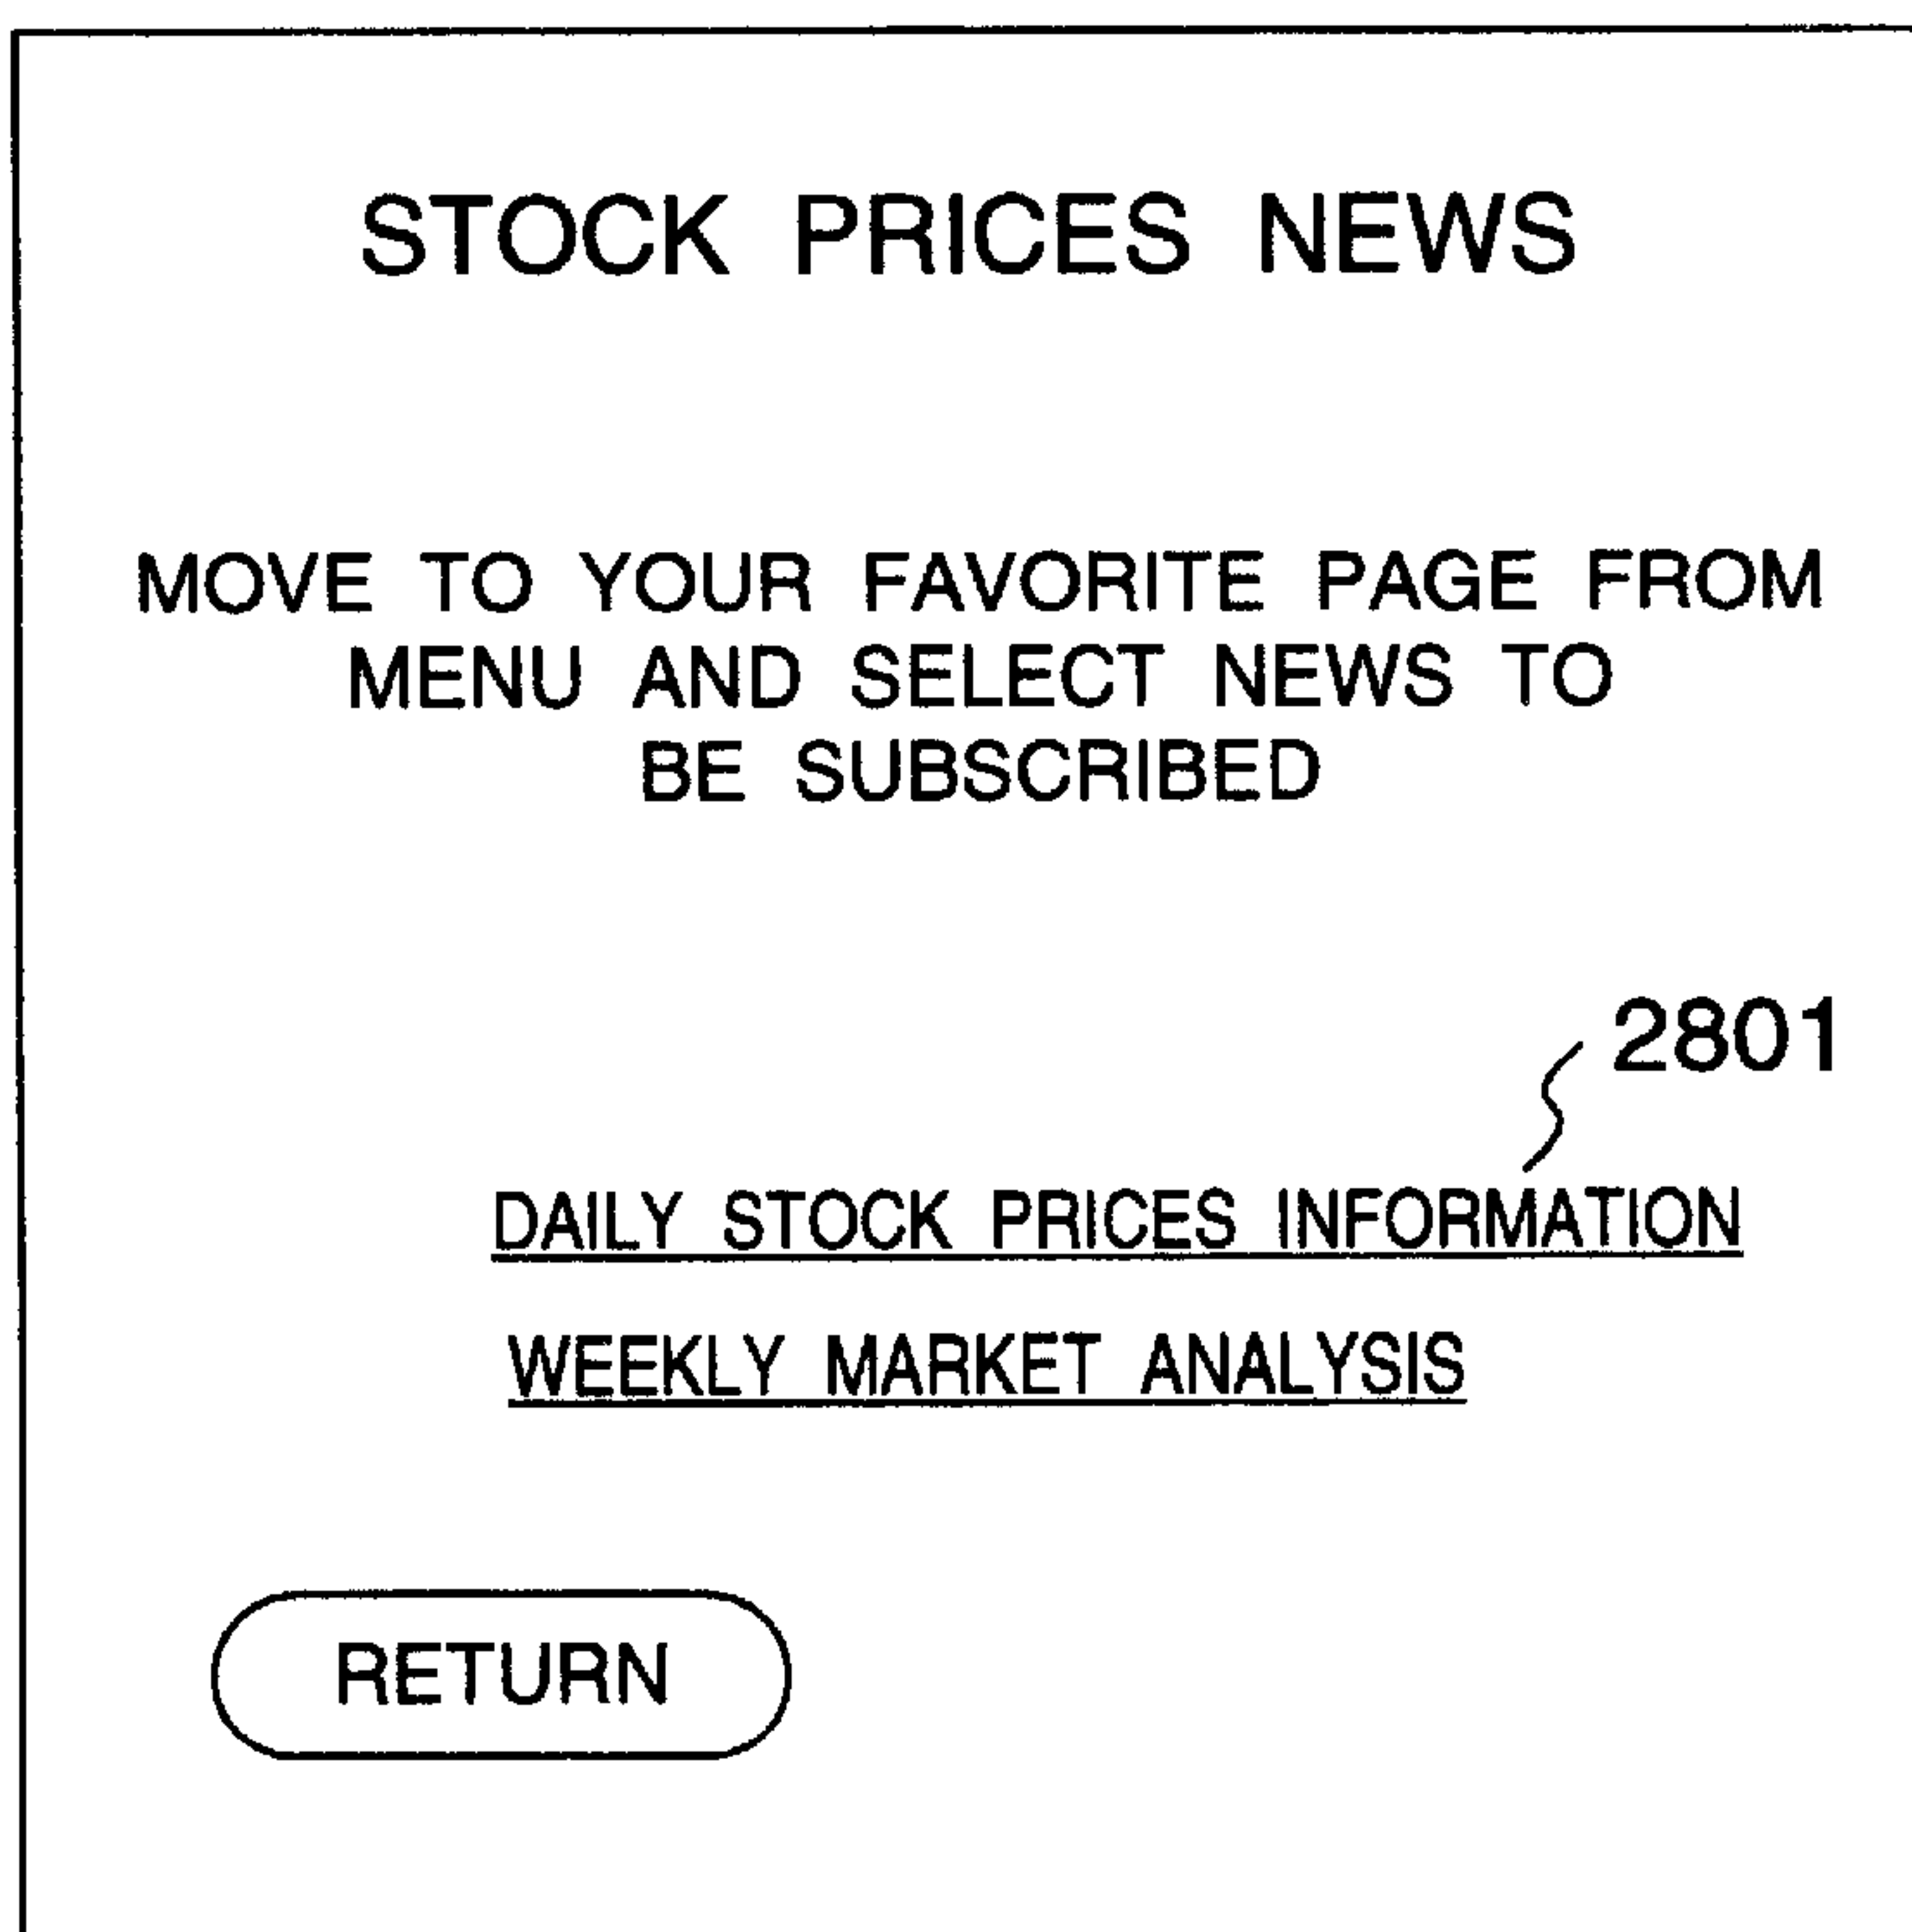 STOCK PRICES NEWS
MOVE TO YOUR FAVORITE PAGE FROM
MENU AND SELECT NEWS TO
BE SUBSCRIBED
2801
DAILY STOCK PRICES INFORMATION
WEEKLY MARKET ANALYSIS
RETURN